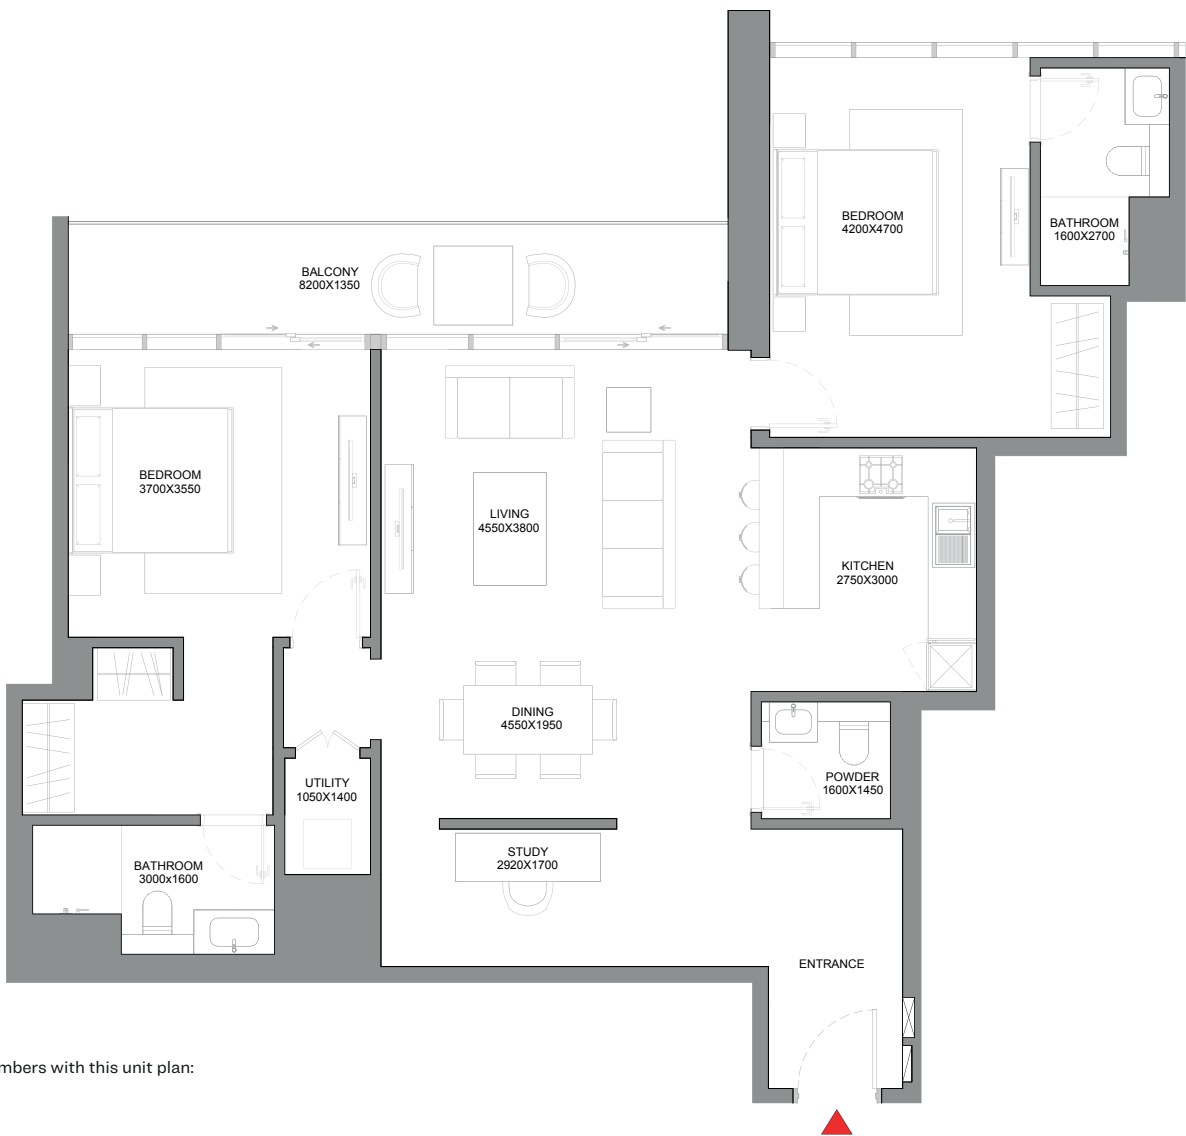 BEDROOM
4200X4700
BATHROOM
1600X2700
BALCONY
8200X1350
BEDROOM
3700X3550
LIVING
4550X3800
KITCHEN
2750X3000
DINING
4550X1950
UTILITY
1050X1400
POWDER
1600X1450
STUDY
2920X1700
BATHROOM
3000x1600
ENTRANCE
with this unit plan: